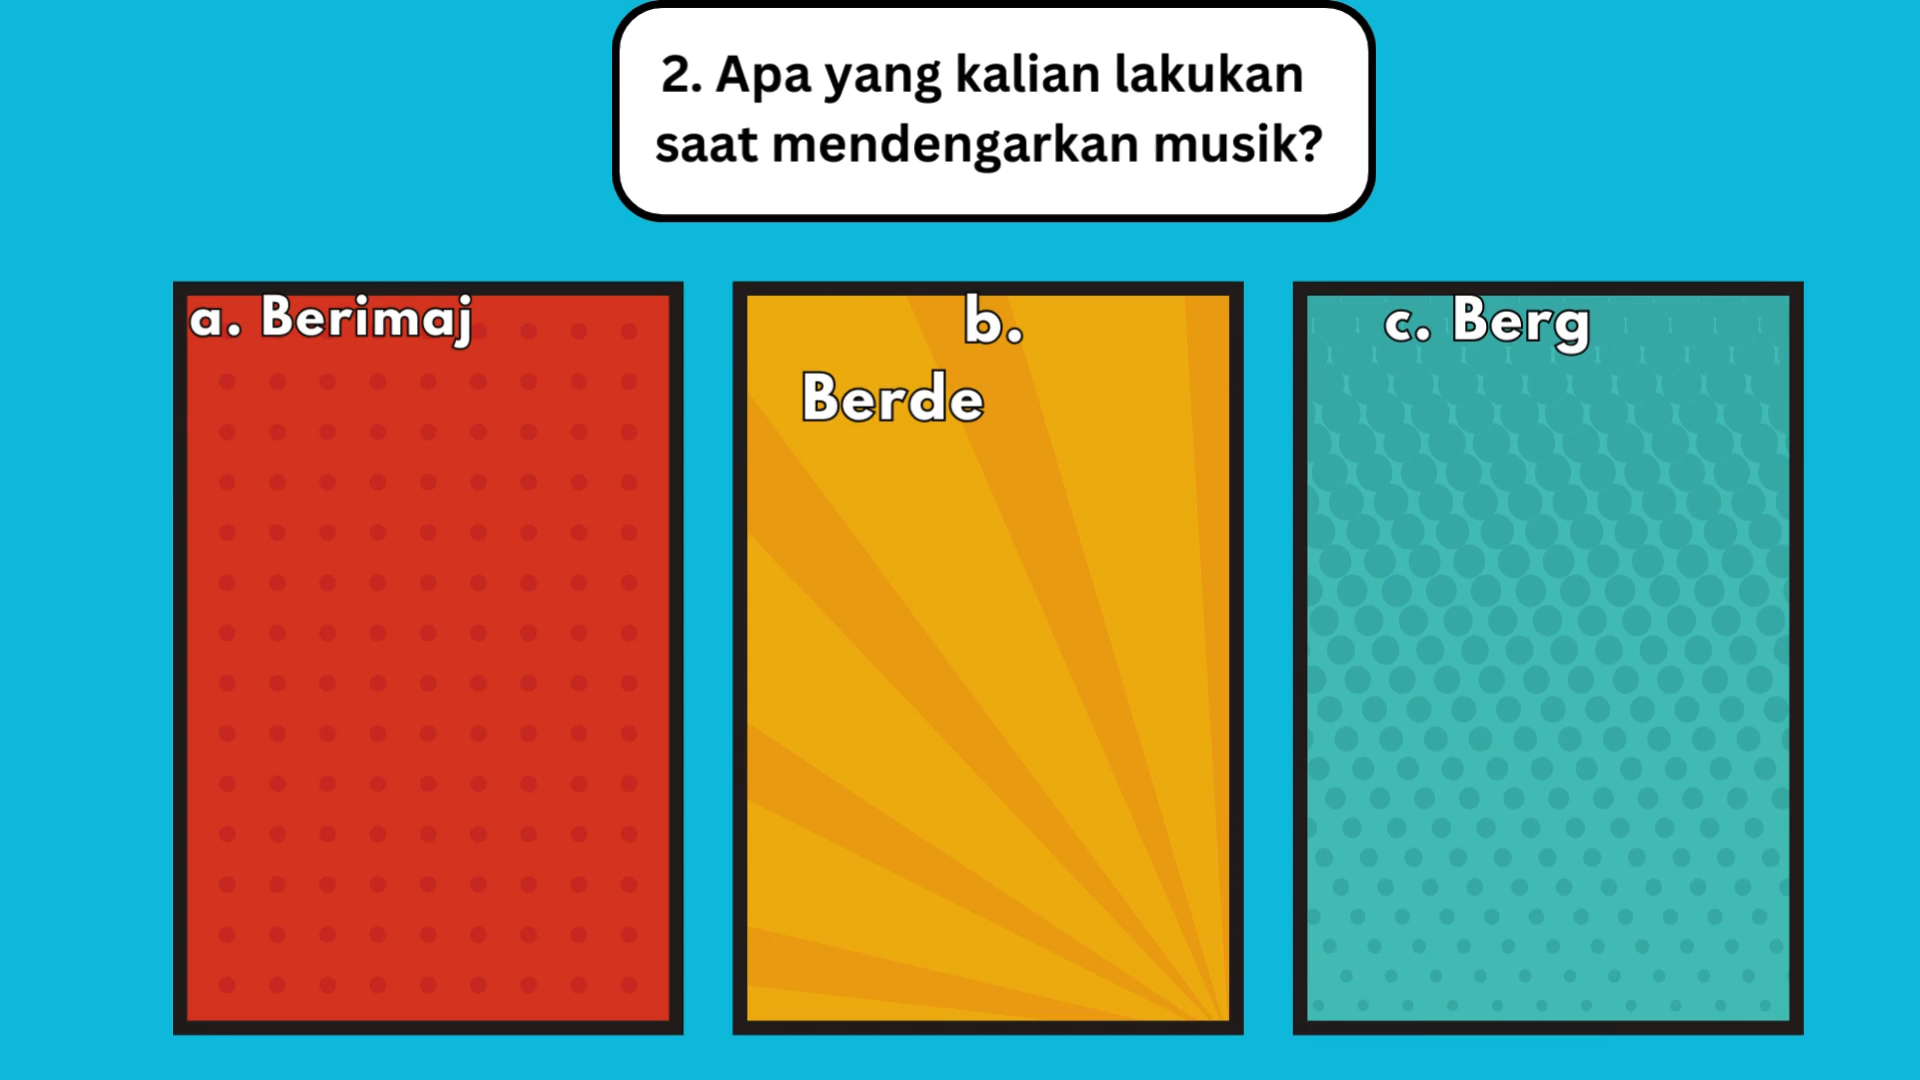 2. Apa yang kalian lakukan
saat mendengarkan musik?
a. Berimaj
b.
Berde
c. Berg